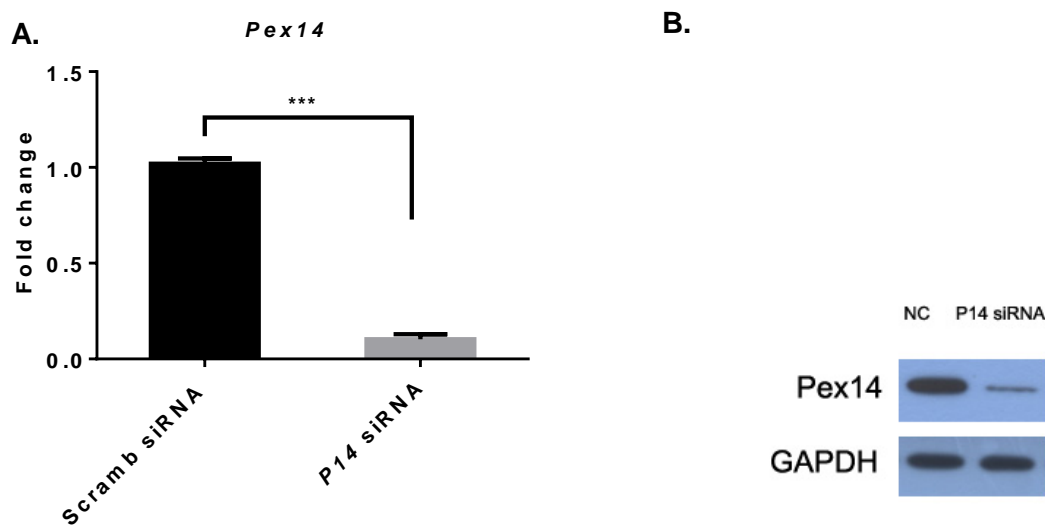 A.
Pex14
1.5
***
1.0
Fold change
0.5
0.0
Scramb siRNA
P14 siRNA
B.
NC P14 siRNA
Pex14
GAPDH